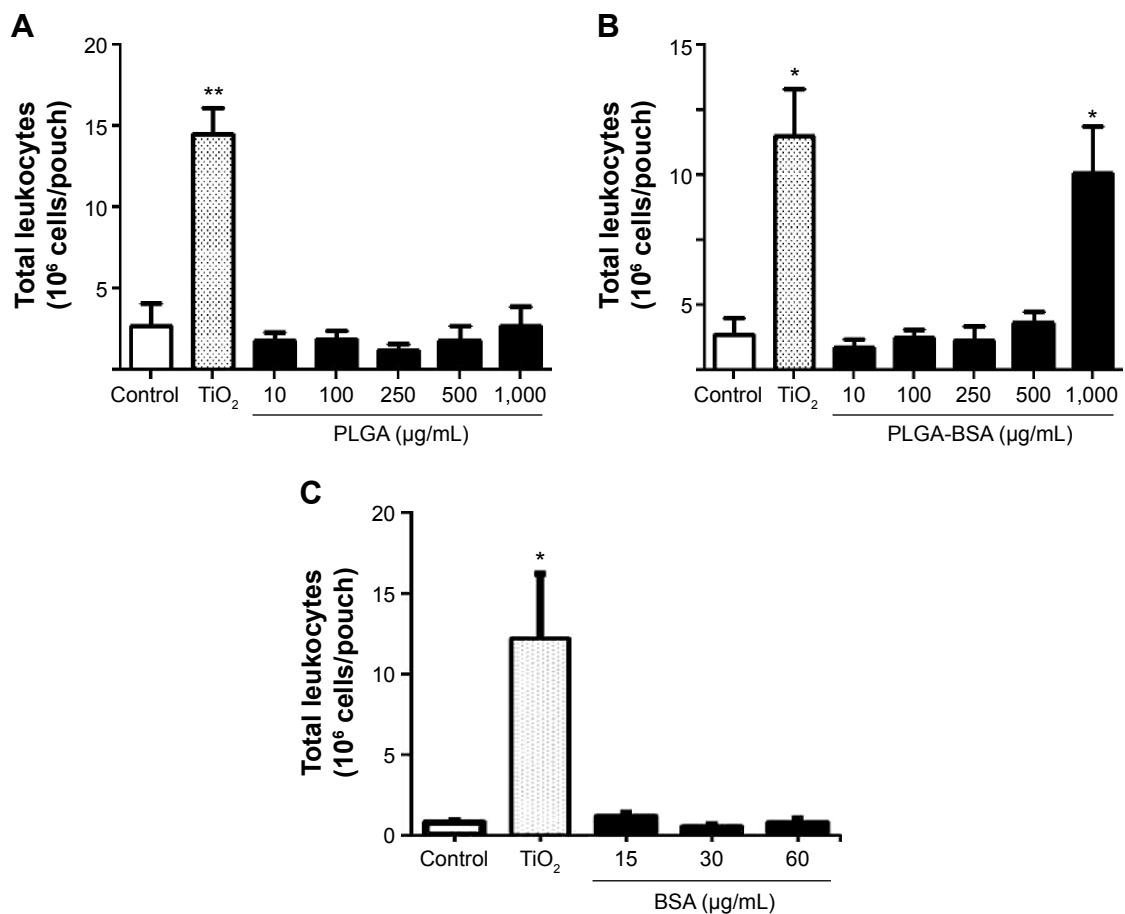 A
Total leukocytes
(10⁶ cells/pouch)
20
15
10
5
**
Control
TiO₂
10
100
250
500
1,000
PLGA (µg/mL)
B
Total leukocytes
(10⁶ cells/pouch)
15
10
5
*
*
Control
TiO₂
10
100
250
500
1,000
PLGA-BSA (µg/mL)
C
Total leukocytes
(10⁶ cells/pouch)
20
15
10
5
0
*
Control
TiO₂
15
30
60
BSA (µg/mL)